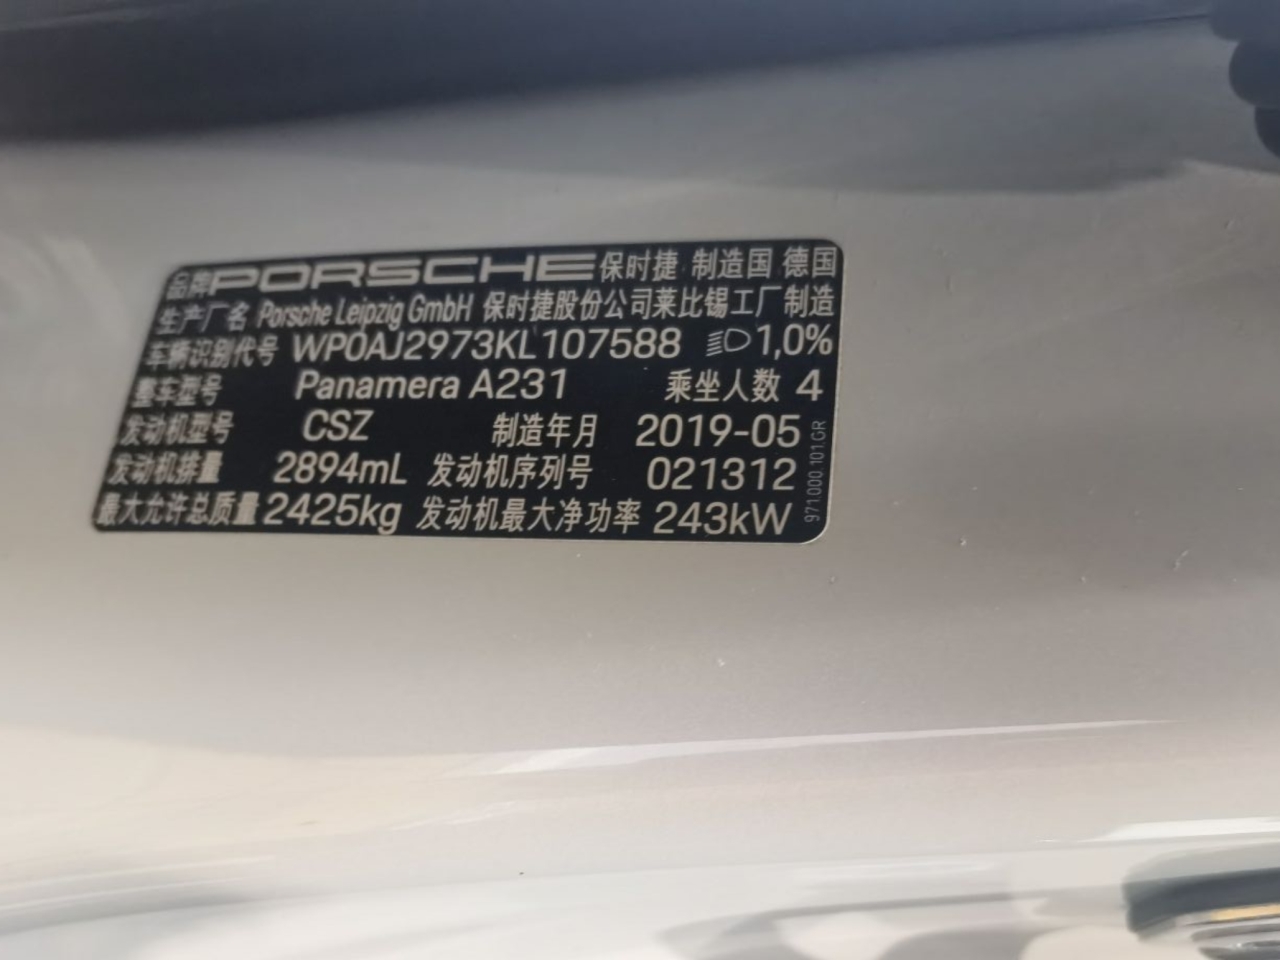 品牌 PORSCHE 保时捷 制造国 德国
生产厂名 Porsche Leipzig GmbH 保时捷股份公司莱比锡工厂制造
车辆识别代号 WP0AJ2973KL107588 1,0%
整车型号 Panamera A231 乘坐人数 4
发动机型号 CSZ 制造年月 2019-05
发动机排量 2894mL 发动机序列号 021312
最大允许总质量 2425kg 发动机最大净功率 243kW
971.000.101.GR